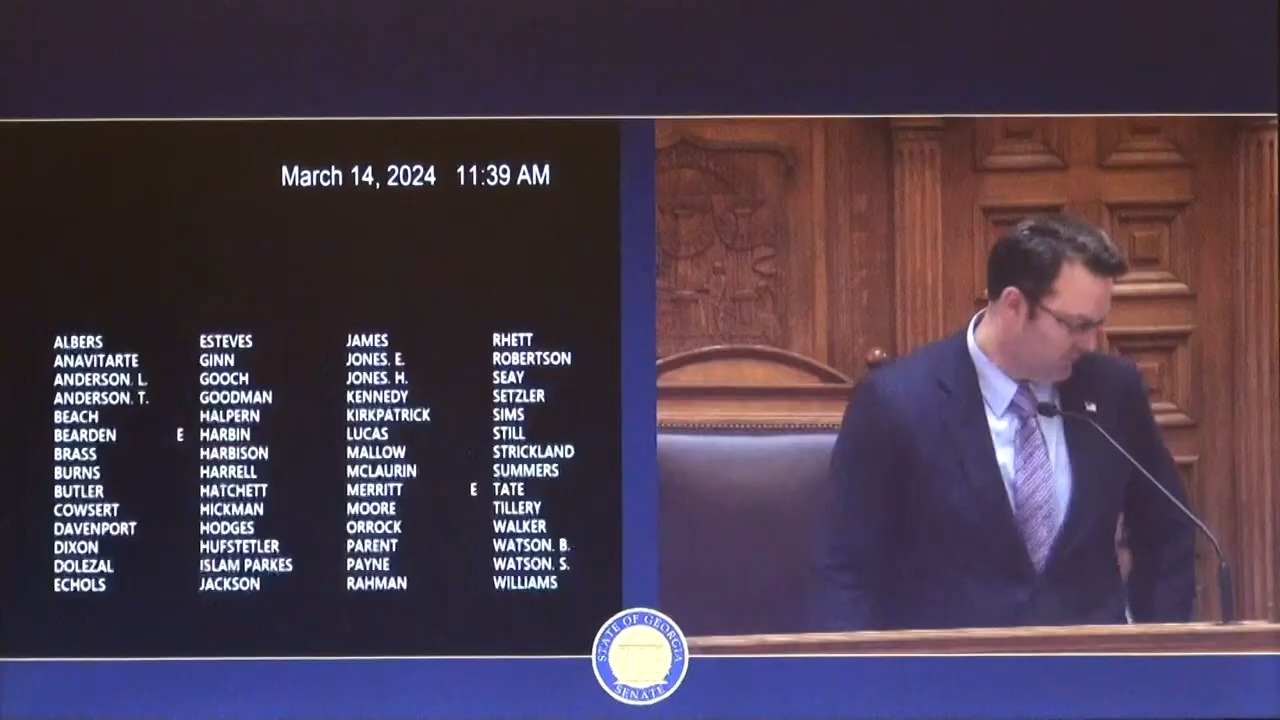 March 14, 2024 11:39 AM
ALBERS
ANAVITARTE
ANDERSON. L.
ANDERSON. T.
BEACH
BEARDEN
BRASS
BURNS
BUTLER
COWSERT
DAVENPORT
DIXON
DOLEZAL
ECHOLS
ESTEVES
GINN
GOOCH
GOODMAN
HALPERN
E HARBIN
HARBISON
HARRELL
HATCHETT
HICKMAN
HODGES
HUFSTETLER
ISLAM PARKES
JACKSON
JAMES
JONES. E.
JONES. H.
KENNEDY
KIRKPATRICK
LUCAS
MALLOW
MCLAURIN
MERRITT
MOORE
ORROCK
PARENT
PAYNE
RAHMAN
RHETT
ROBERTSON
SEAY
SETZLER
SIMS
STILL
STRICKLAND
SUMMERS
E TATE
TILLERY
WALKER
WATSON. B.
WATSON. S.
WILLIAMS
STATE OF GEORGIA
SENATE